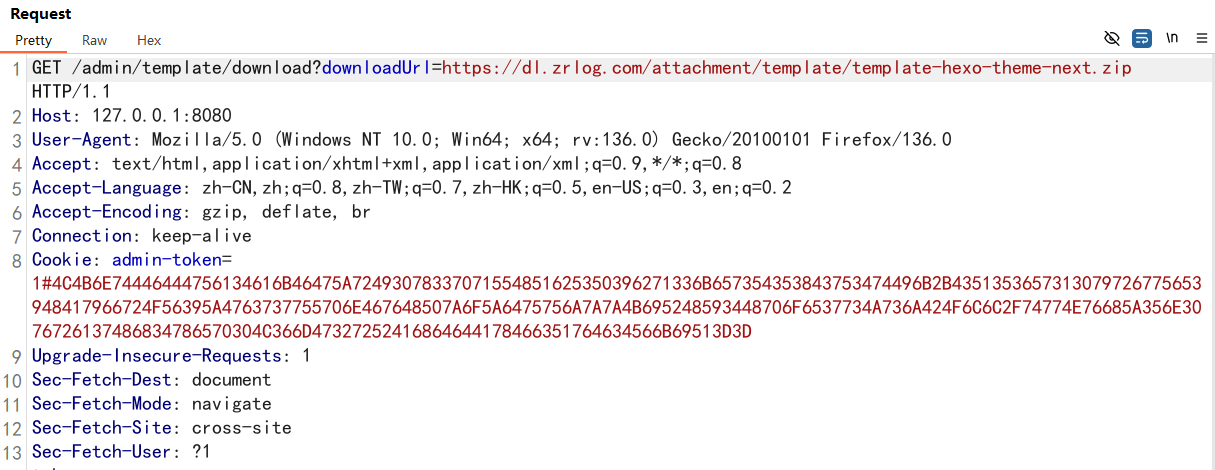 Request
Pretty Raw Hex
\n
1 GET /admin/template/download?downloadUrl=https://dl.zrlog.com/attachment/template/template-hexo-theme-next.zip
HTTP/1.1
2 Host: 127.0.0.1:8080
3 User-Agent: Mozilla/5.0 (Windows NT 10.0; Win64; x64; rv:136.0) Gecko/20100101 Firefox/136.0
4 Accept: text/html,application/xhtml+xml,application/xml;q=0.9,*/*;q=0.8
5 Accept-Language: zh-CN,zh;q=0.8,zh-TW;q=0.7,zh-HK;q=0.5,en-US;q=0.3,en;q=0.2
6 Accept-Encoding: gzip, deflate, br
7 Connection: keep-alive
8 Cookie: admin-token=
1#4C4B6E74446444756134616B46475A7249307833707155485162535039627133​6B657354353843753474496B2B435135365731307972677565​3
948417966724F56395A4763737755706E467648507A6F5A6475756A7A7A4B695248593448706F6537734A736A424F6C6C2F74774E76685A356E30
767261374868347865703​04C366D47327252416864644178466351764634566B69513D3D
9 Upgrade-Insecure-Requests: 1
10 Sec-Fetch-Dest: document
11 Sec-Fetch-Mode: navigate
12 Sec-Fetch-Site: cross-site
13 Sec-Fetch-User: ?1